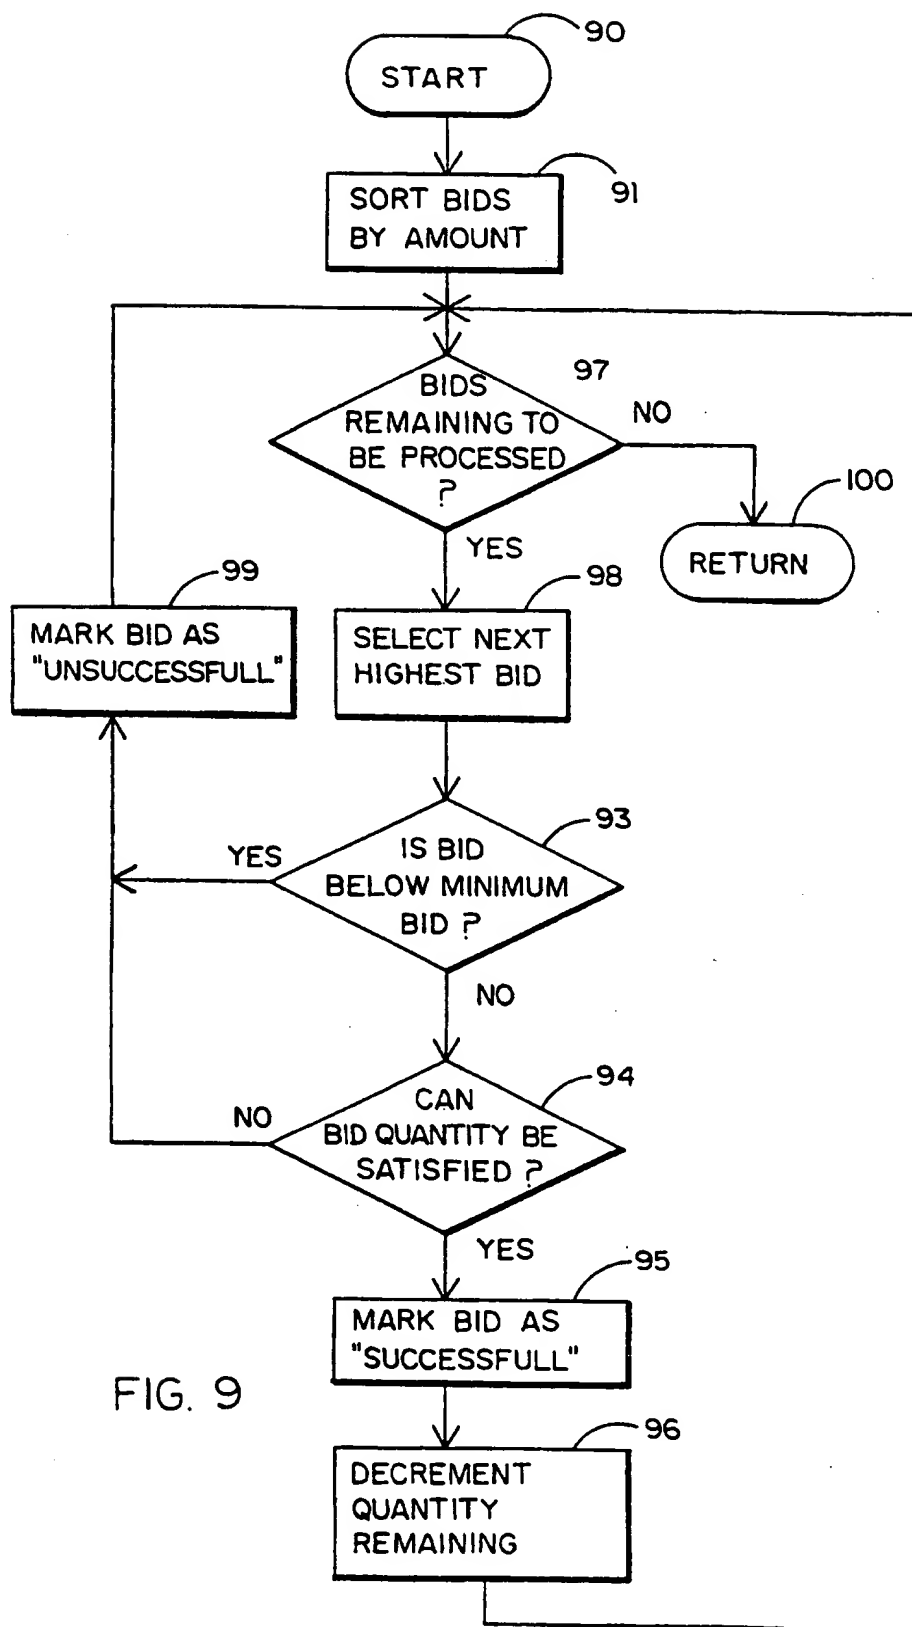 90
START
91
SORT BIDS
BY AMOUNT
97
BIDS
REMAINING TO
BE PROCESSED
?
NO
100
RETURN
YES
99
MARK BID AS
"UNSUCCESSFULL"
98
SELECT NEXT
HIGHEST BID
93
YES
IS BID
BELOW MINIMUM
BID ?
NO
94
NO
CAN
BID QUANTITY BE
SATISFIED ?
YES
95
MARK BID AS
"SUCCESSFULL"
FIG. 9
96
DECREMENT
QUANTITY
REMAINING